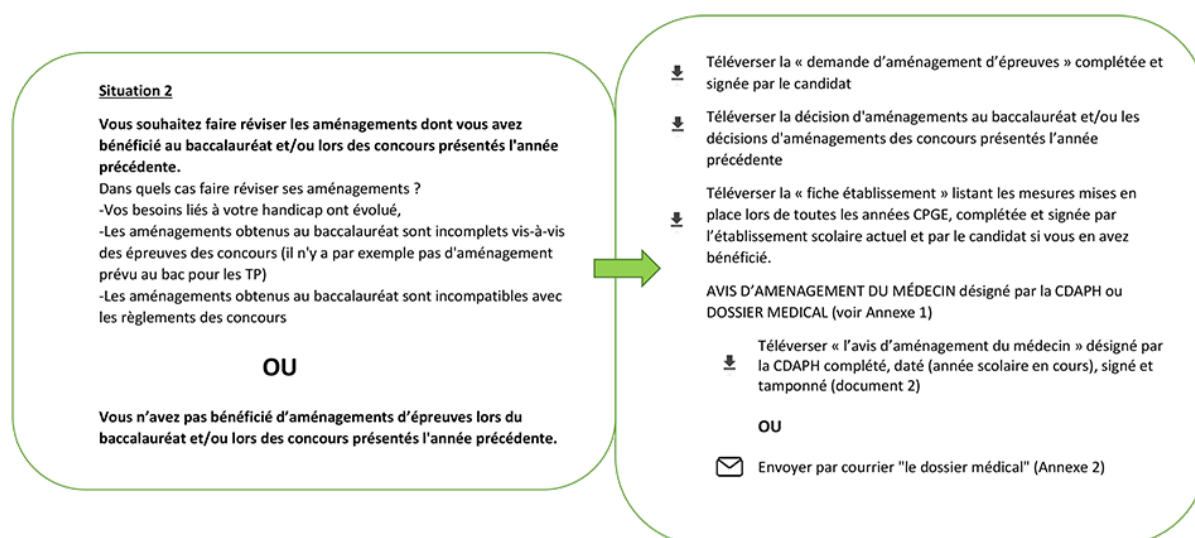 Situation 2
Vous souhaitez faire réviser les aménagements dont vous avez
bénéficié au baccalauréat et/ou lors des concours présentés l'année
précédente.
Dans quels cas faire réviser ses aménagements ?
-Vos besoins liés à votre handicap ont évolué,
-Les aménagements obtenus au baccalauréat sont incomplets vis-à-vis
des épreuves des concours (il n'y a par exemple pas d'aménagement
prévu au bac pour les TP)
-Les aménagements obtenus au baccalauréat sont incompatibles avec
les règlements des concours
OU
Vous n'avez pas bénéficié d'aménagements d'épreuves lors du
baccalauréat et/ou lors des concours présentés l'année précédente.
Téléverser la « demande d'aménagement d'épreuves » complétée et
signée par le candidat
Téléverser la décision d'aménagements au baccalauréat et/ou les
décisions d'aménagements des concours présentés l'année
précédente
Téléverser la « fiche établissement » listant les mesures mises en
place lors de toutes les années CPGE, complétée et signée par
l'établissement scolaire actuel et par le candidat si vous en avez
bénéficié.
AVIS D'AMENAGEMENT DU MÉDECIN désigné par la CDAPH ou
DOSSIER MEDICAL (voir Annexe 1)
Téléverser « l'avis d'aménagement du médecin » désigné par
la CDAPH complété, daté (année scolaire en cours), signé et
tamponné (document 2)
OU
Envoyer par courrier "le dossier médical" (Annexe 2)